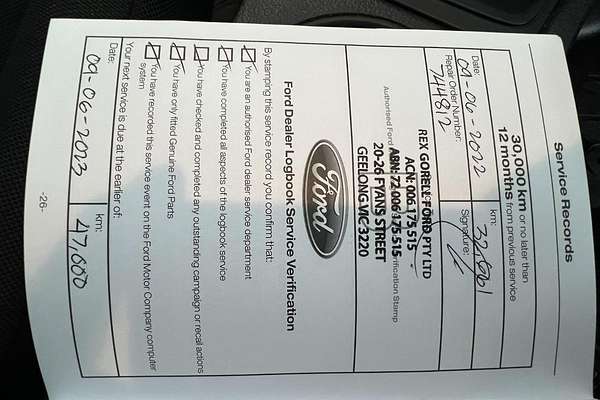 Service Records
30,000 km or no later than
12 months from previous service
Date: 09-06-2022 km:
Repair Order Number: 744812 Signature:
REX GORELL FORD PTY LTD
ACN 006 175 515
Authorised Ford ABN: 72 006 175 515 Verification Stamp
20-26 FYANS STREET
GEELONG VIC 3220
Ford
Ford Dealer Logbook Service Verification
By stamping this service record you confirm that:
You are an authorised Ford dealer service department
You have completed all aspects of the logbook service
You have checked and completed any outstanding campaign or recall actions
You have only fitted Genuine Ford Parts
You have recorded this service event on the Ford Motor Company computer
system
Your next service is due at the earlier of:
Date: 09-06-2023 km: 47,600
-26-